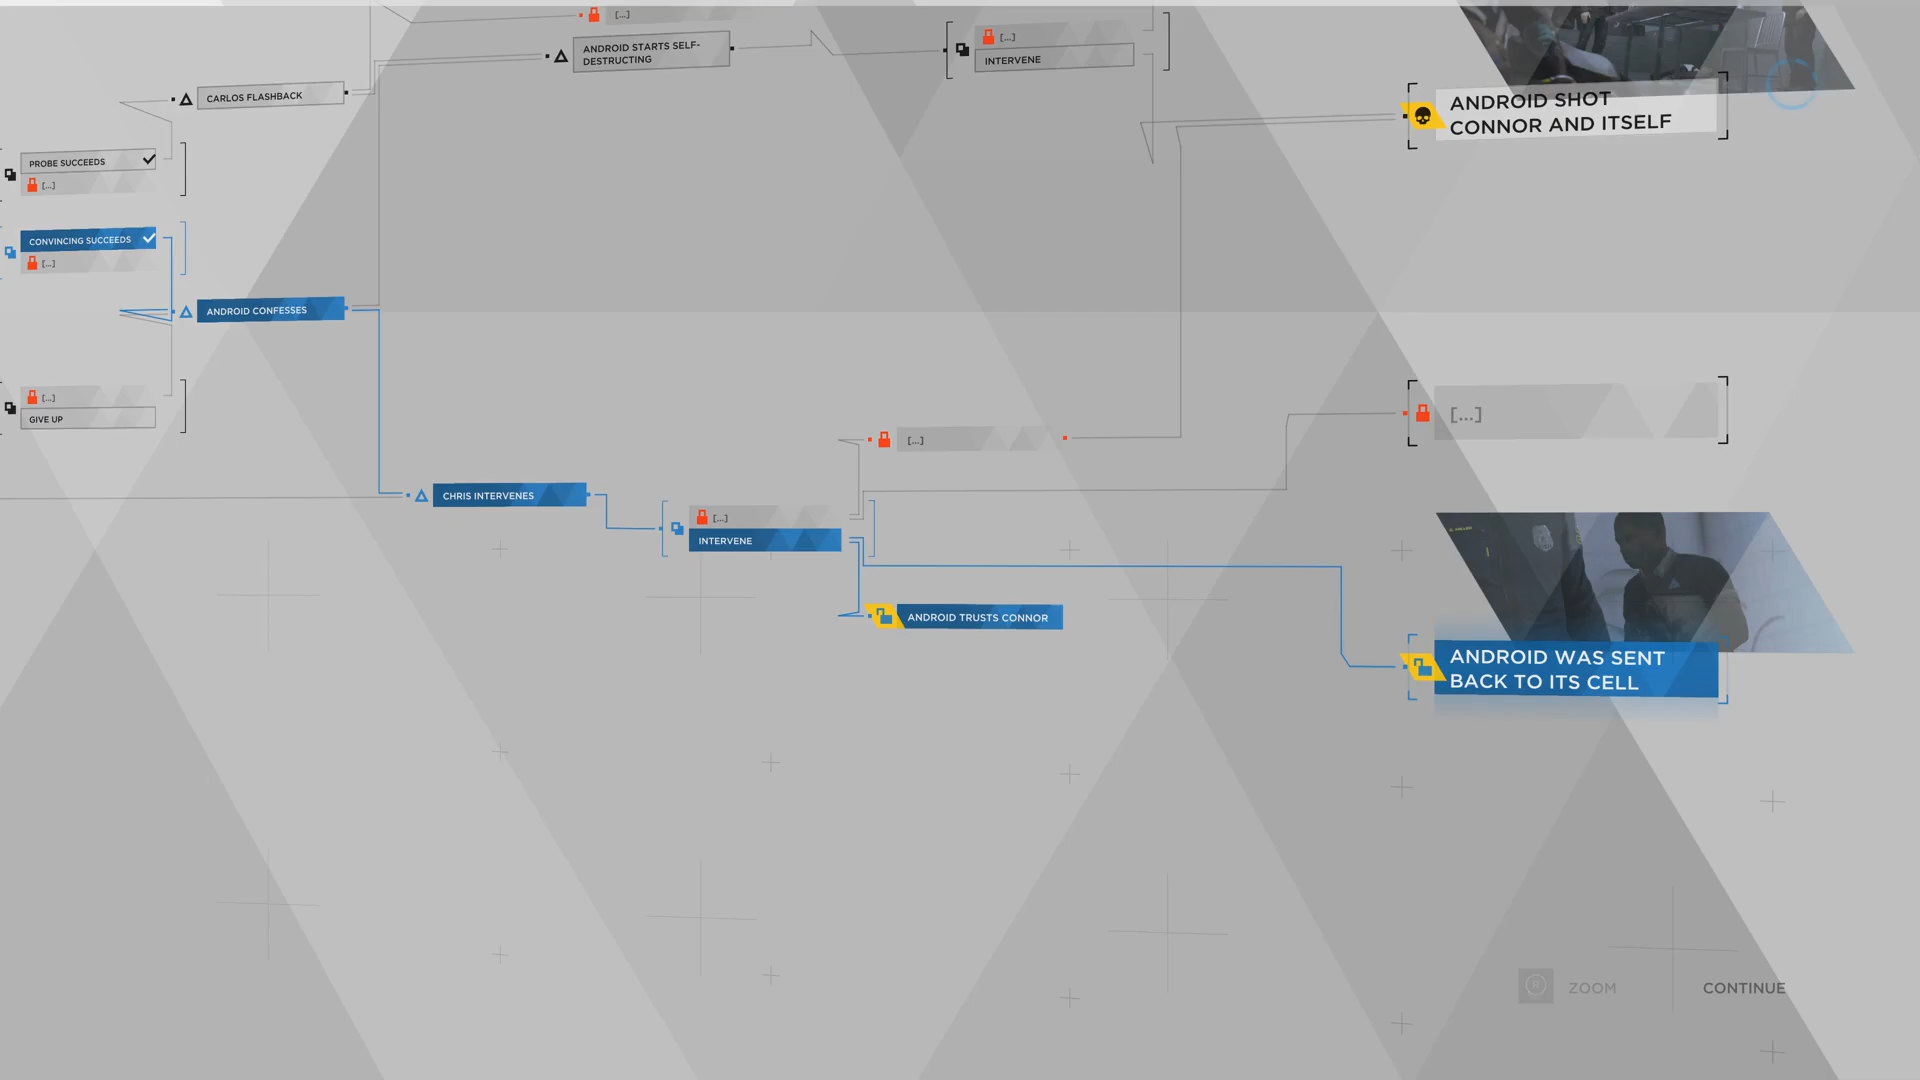 [...]
ANDROID STARTS SELF-
DESTRUCTING
[...]
INTERVENE
CARLOS FLASHBACK
ANDROID SHOT
CONNOR AND ITSELF
PROBE SUCCEEDS
[...]
CONVINCING SUCCEEDS
[...]
ANDROID CONFESSES
[...]
GIVE UP
[...]
[...]
CHRIS INTERVENES
[...]
INTERVENE
ANDROID TRUSTS CONNOR
ANDROID WAS SENT
BACK TO ITS CELL
R ZOOM CONTINUE